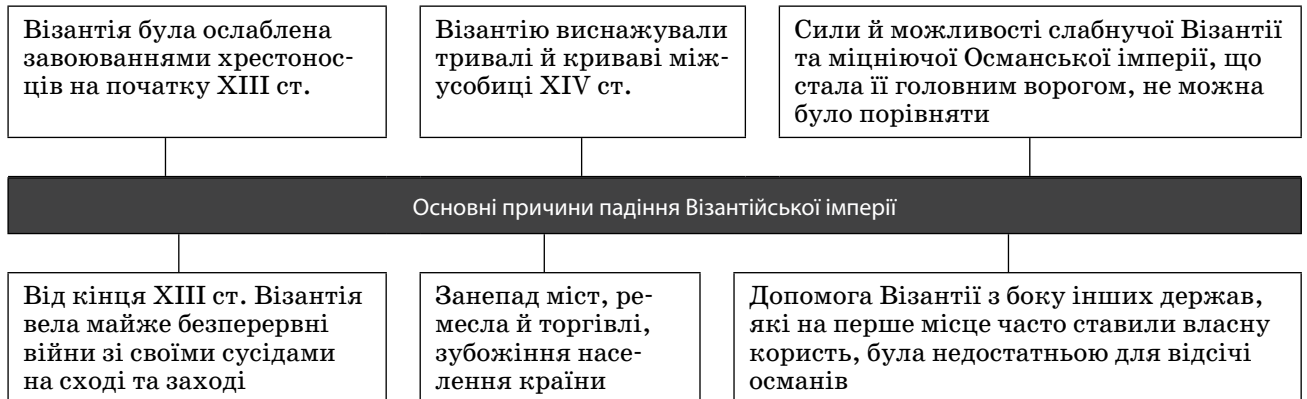 Візантія була ослаблена
завоюваннями хрестонос-
ців на початку XIII ст.
Візантію виснажували
тривалі й криваві між-
усобиці XIV ст.
Сили й можливості слабнучої Візантії
та міцніючої Османської імперії, що
стала її головним ворогом, не можна
було порівняти
Основні причини падіння Візантійської імперії
Від кінця XIII ст. Візантія
вела майже безперервні
війни зі своїми сусідами
на сході та заході
Занепад міст, ре-
месла й торгівлі,
зубожіння насе-
лення країни
Допомога Візантії з боку інших держав,
які на перше місце часто ставили власну
користь, була недостатньою для відсічі
османів